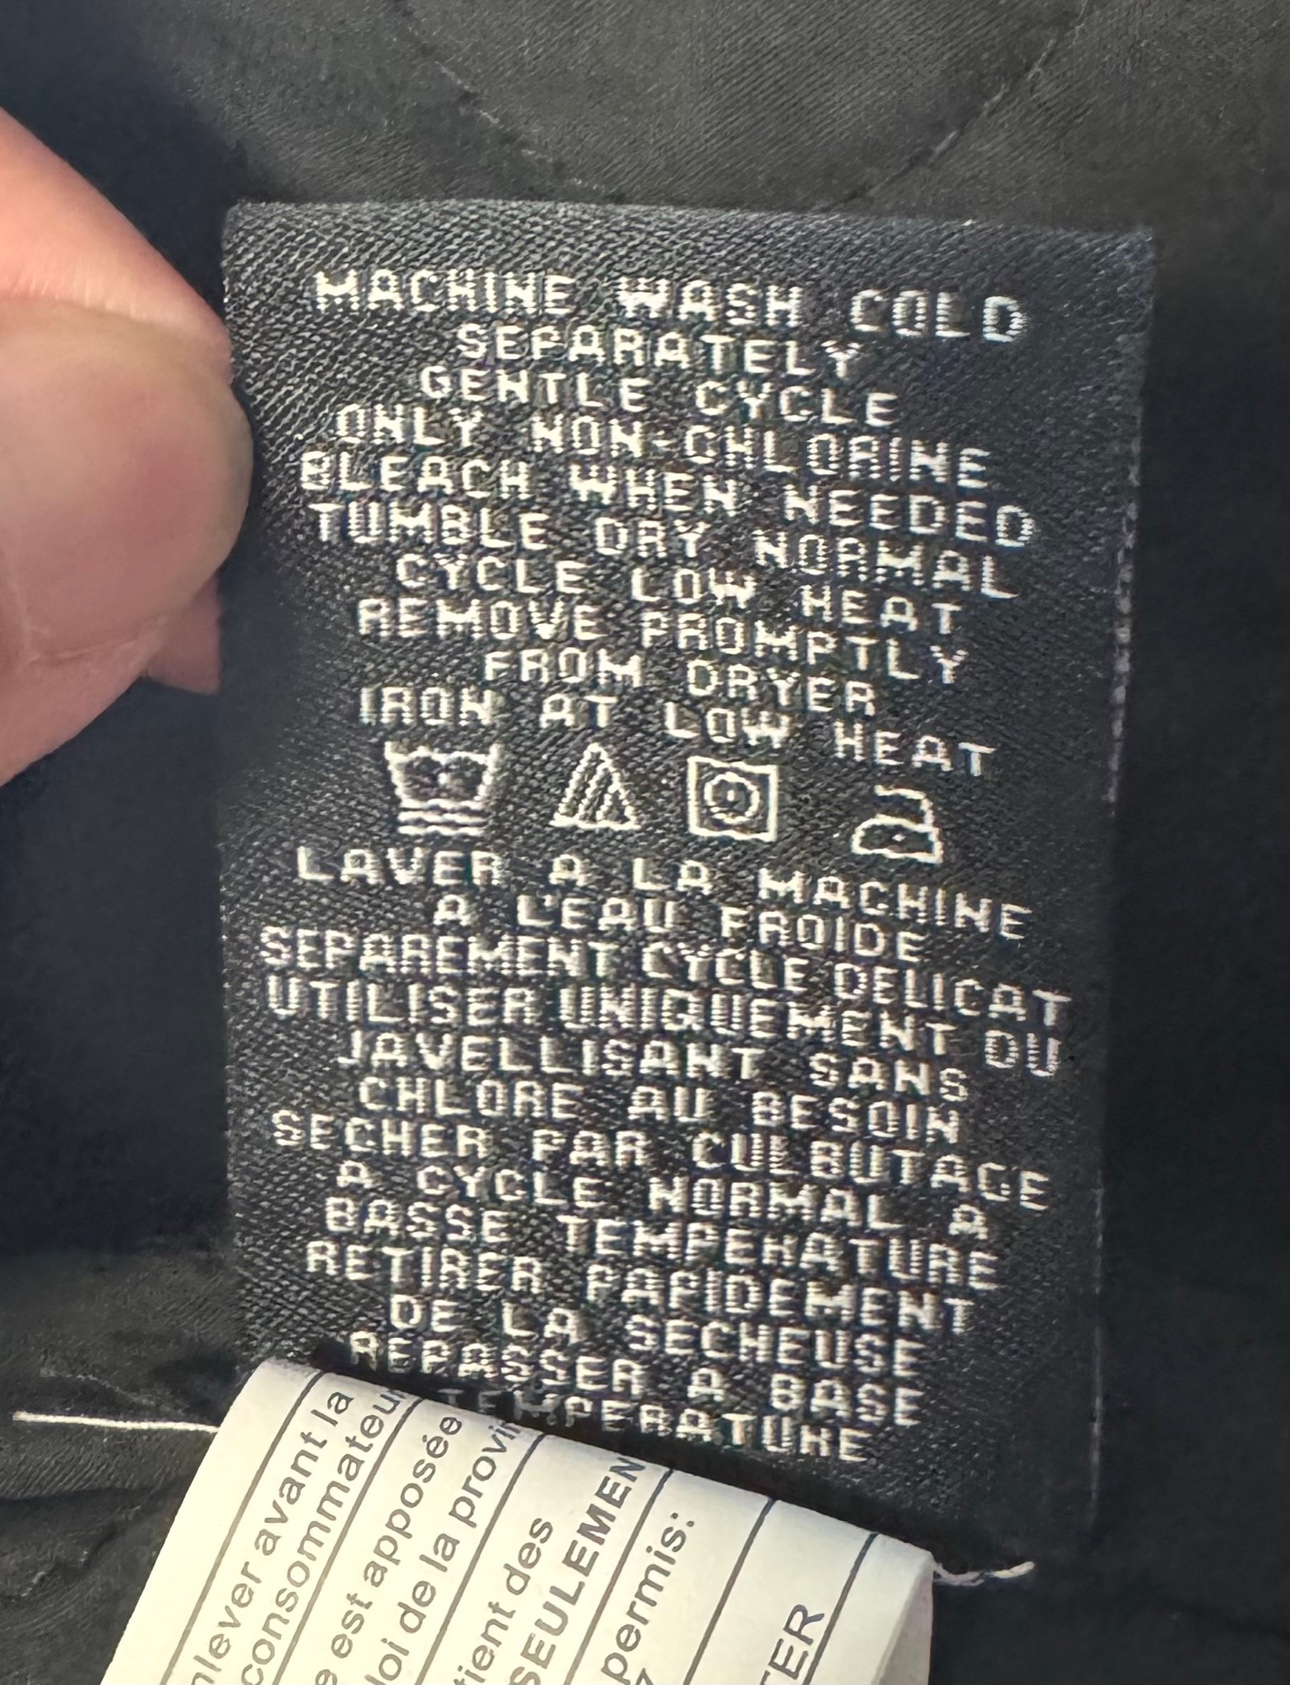 MACHINE WASH COLD
SEPARATELY
GENTLE CYCLE
ONLY NON-CHLORINE
BLEACH WHEN NEEDED
TUMBLE DRY NORMAL
CYCLE LOW HEAT
REMOVE PROMPTLY
FROM DRYER
IRON AT LOW HEAT
LAVER A LA MACHINE
A L'EAU FROIDE
SEPAREMENT CYCLE DELICAT
UTILISER UNIQUEMENT DU
JAVELLISANT SANS
CHLORE AU BESOIN
SECHER PAR CULBUTAGE
A CYCLE NORMAL A
BASSE TEMPERATURE
RETIRER RAPIDEMENT
DE LA SECHEUSE
REPASSER A BASE
TEMPERATURE
nlever avant la
consommateu
e est apposée
loi de la provi
tient des
SEULEMEN
permis:
TER